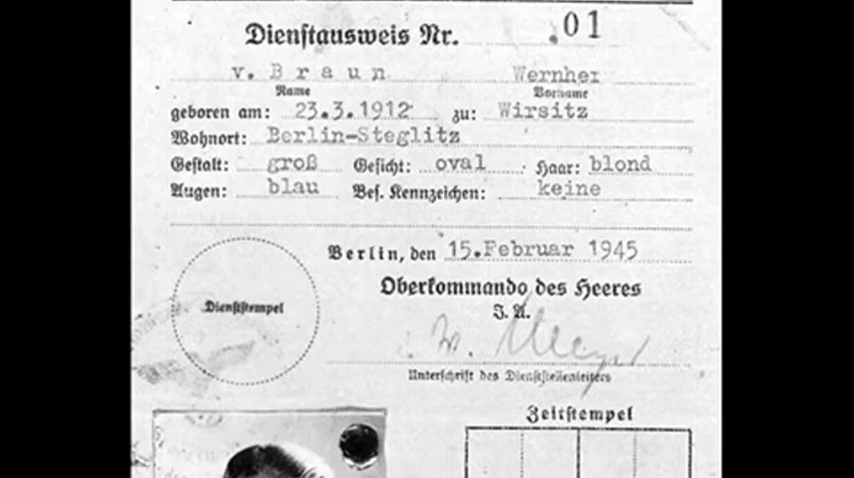 Dienstausweis Nr. .01
v. Braun Wernher
Name Vorname
geboren am: 23.3.1912 zu: Wirsitz
Wohnort: Berlin-Steglitz
Gestalt: groß Gesicht: oval Haar: blond
Augen: blau Bes. Kennzeichen: keine
Berlin, den 15.Februar 1945
Oberkommando des Heeres
J. A.
Dienststempel
Unterschrift des Dienststellenleiters
Zeitstempel